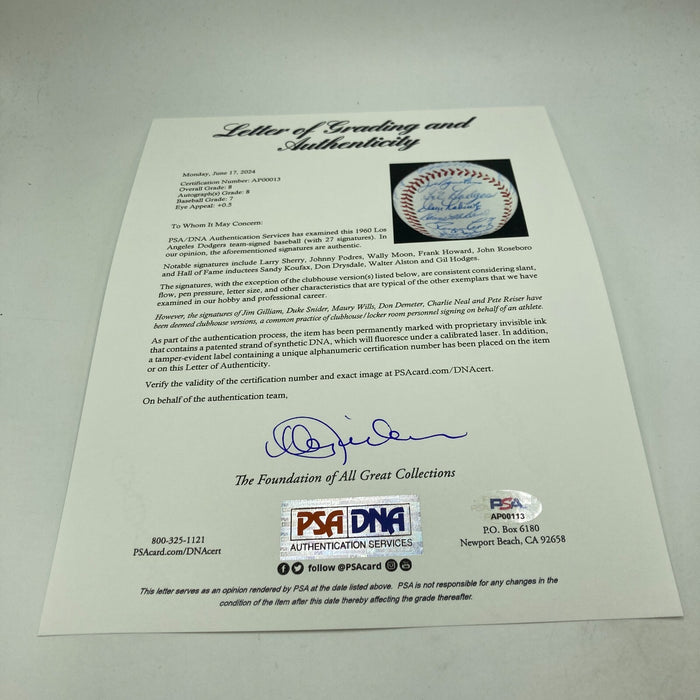 Letter of Grading and
Authenticity
Monday, June 17, 2024
Certification Number: AP00013
Overall Grade: 8
Autograph(s) Grade: 8
Baseball Grade: 7
Eye Appeal: +0.5
To Whom It May Concern:
PSA/DNA Authentication Services has examined this 1960 Los
Angeles Dodgers team-signed baseball (with 27 signatures). In
our opinion, the aforementioned signatures are authentic.
Notable signatures include Larry Sherry, Johnny Podres, Wally Moon, Frank Howard, John Roseboro
and Hall of Fame inductees Sandy Koufax, Don Drysdale, Walter Alston and Gil Hodges.
The signatures, with the exception of the clubhouse version(s) listed below, are consistent considering slant,
flow, pen pressure, letter size, and other characteristics that are typical of the other exemplars that we have
examined in our hobby and professional career.
However, the signatures of Jim Gilliam, Duke Snider, Maury Wills, Don Demeter, Charlie Neal and Pete Reiser have
been deemed clubhouse versions, a common practice of clubhouse/locker room personnel signing on behalf of an athlete.
As part of the authentication process, the item has been permanently marked with proprietary invisible ink
that contains a patented strand of synthetic DNA, which will fluoresce under a calibrated laser. In addition,
a tamper-evident label containing a unique alphanumeric certification number has been placed on the item
or on this Letter of Authenticity.
Verify the validity of the certification number and exact image at PSAcard.com/DNAcert.
On behalf of the authentication team,
The Foundation of All Great Collections
PSA DNA
AUTHENTICATION SERVICES
PSA
AP00113
800-325-1121
PSAcard.com/DNAcert
P.O. Box 6180
Newport Beach, CA 92658
follow @PSAcard
This letter serves as an opinion rendered by PSA at the date listed above. PSA is not responsible for any changes in the
condition of the item after this date thereby affecting the grade thereafter.